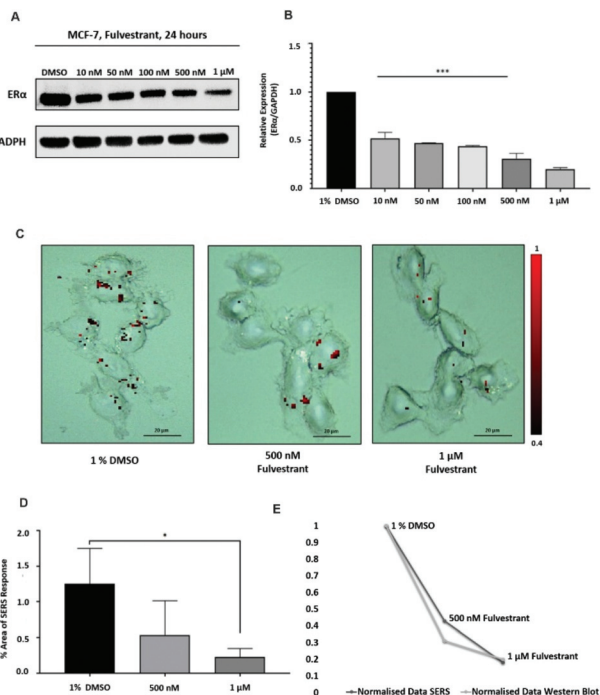 A
MCF-7, Fulvestrant, 24 hours
DMSO 10 nM 50 nM 100 nM 500 nM 1 µM
ERα
ADPH
B
1.5
1.0
0.5
0.0
Relative Expression
(ERα/GAPDH)
***
1% DMSO 10 nM 50 nM 100 nM 500 nM 1 µM
C
20 µm
20 µm
20 µm
1
0.4
1 % DMSO
500 nM
Fulvestrant
1 µM
Fulvestrant
D
% Area of SERS Response
2.0
1.5
1.0
0.5
0.0
*
1% DMSO 500 nM 1 µM
E
1
0.9
0.8
0.7
0.6
0.5
0.4
0.3
0.2
0.1
0
1 % DMSO
500 nM Fulvestrant
1 µM Fulvestrant
Normalised Data SERS Normalised Data Western Blot